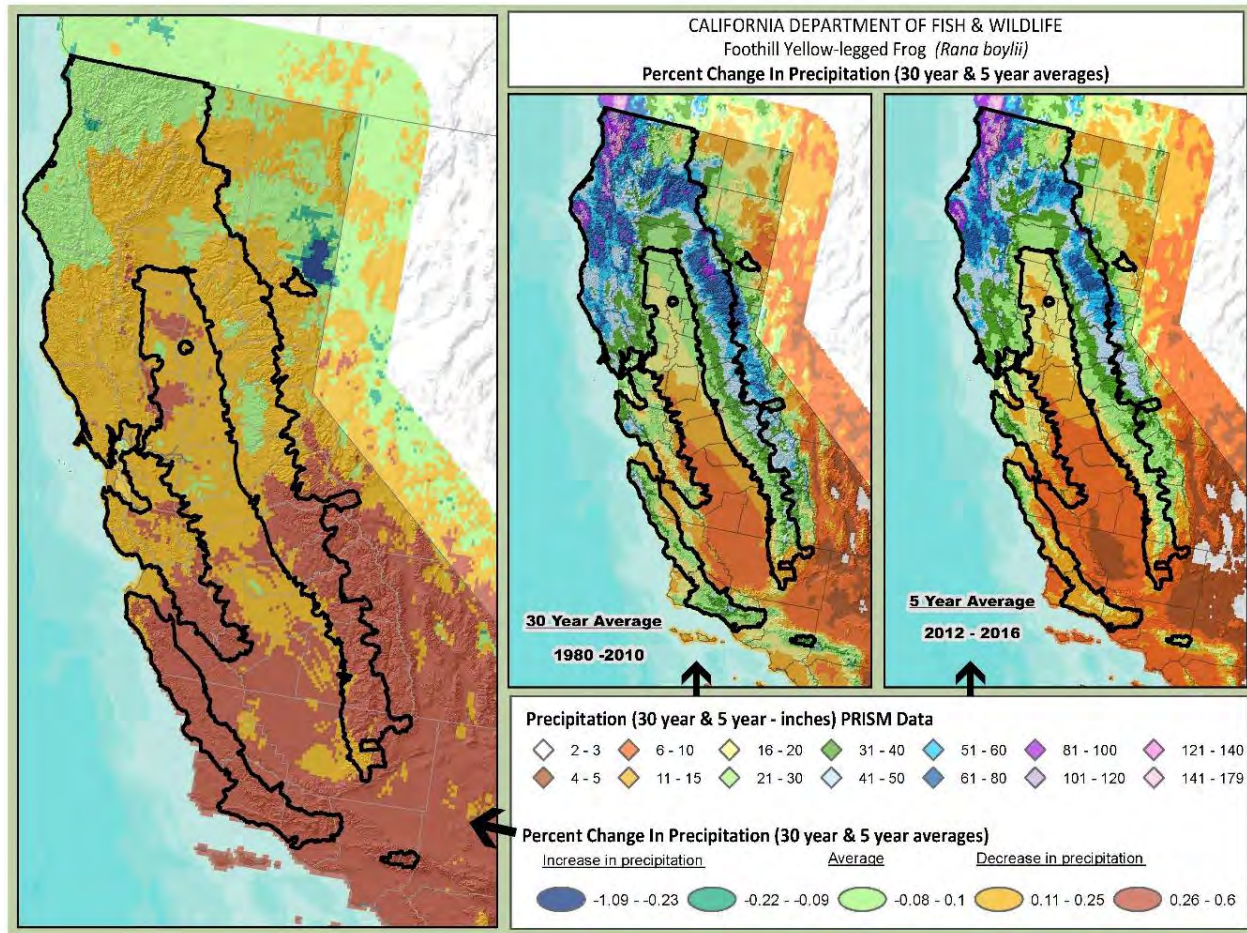 CALIFORNIA DEPARTMENT OF FISH & WILDLIFE
Foothill Yellow-legged Frog (Rana boylii)
Percent Change In Precipitation (30 year & 5 year averages)
30 Year Average
1980 -2010
5 Year Average
2012 - 2016
Precipitation (30 year & 5 year - inches) PRISM Data
2 - 3 6 - 10 16 - 20 31 - 40 51 - 60 81 - 100 121 - 140
4 - 5 11 - 15 21 - 30 41 - 50 61 - 80 101 - 120 141 - 179
Percent Change In Precipitation (30 year & 5 year averages)
Increase in precipitation Average Decrease in precipitation
-1.09 - -0.23 -0.22 - -0.09 -0.08 - 0.1 0.11 - 0.25 0.26 - 0.6